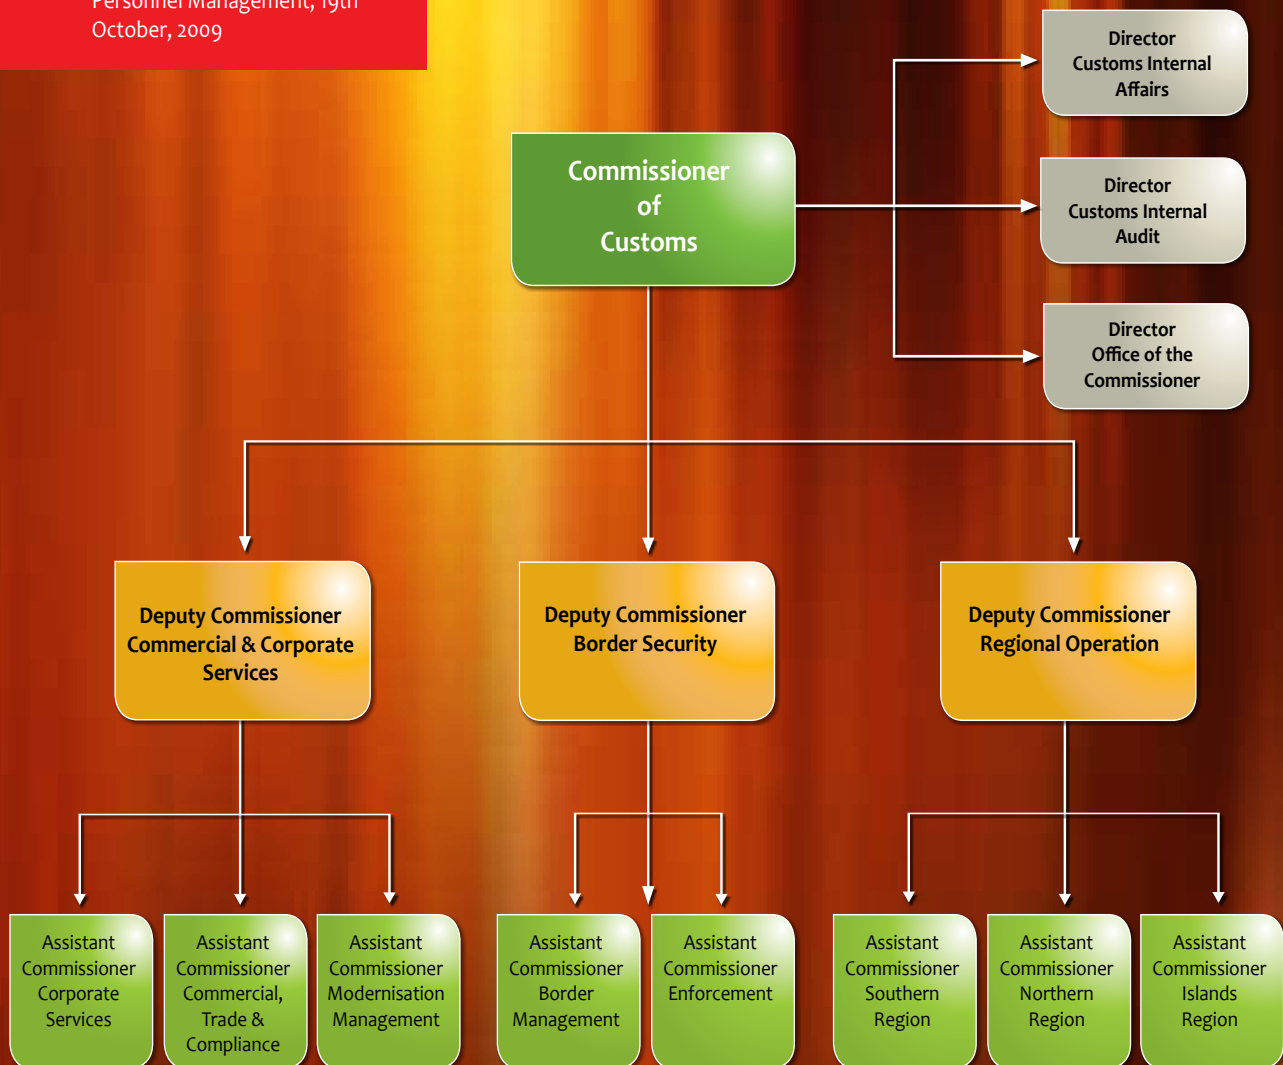 Personnel Management, 19th
October, 2009
Director
Customs Internal
Affairs
Commissioner
of
Customs
Director
Customs Internal
Audit
Director
Office of the
Commissioner
Deputy Commissioner
Commercial & Corporate
Services
Deputy Commissioner
Border Security
Deputy Commissioner
Regional Operation
Assistant
Commissioner
Corporate
Services
Assistant
Commissioner
Commercial,
Trade &
Compliance
Assistant
Commissioner
Modernisation
Management
Assistant
Commissioner
Border
Management
Assistant
Commissioner
Enforcement
Assistant
Commissioner
Southern
Region
Assistant
Commissioner
Northern
Region
Assistant
Commissioner
Islands
Region